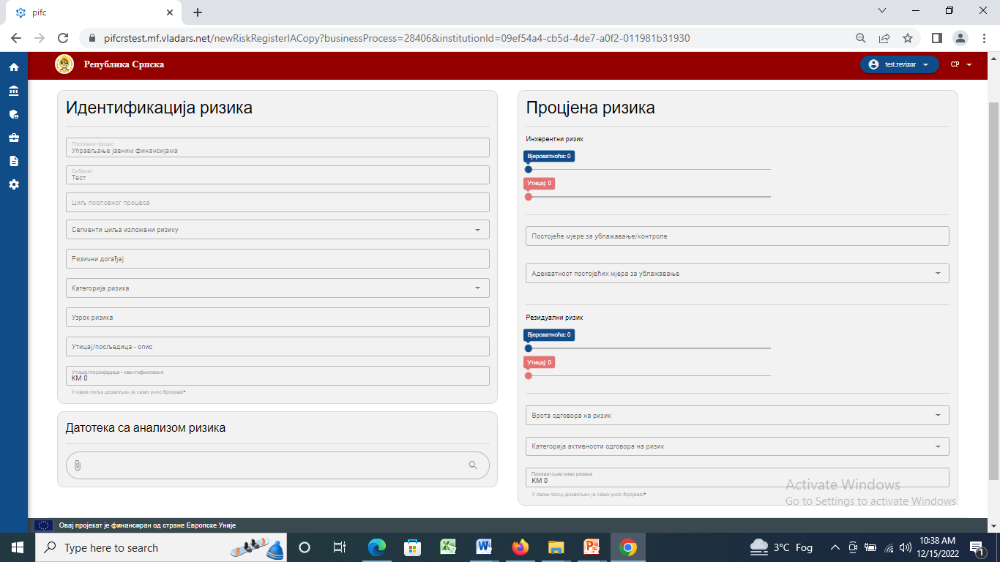 pifc
pifcrstest.mf.vladars.net/newRiskRegisterIACopy?businessProcess=28406&institutionId=09ef54a4-cb5d-4de7-a0f2-011981b31930
Република Српска
test.revizor
СР
Идентификација ризика
Пословни процес
Управљање јавним финансијама
Субјекат
Тест
Циљ пословног процеса
Сегменти циља изложени ризику
Ризични догађај
Категорија ризика
Узрок ризика
Утицај/посљедица - опис
Утицај/послиједица - квантификовано
KM 0
У овом пољу дозвољен је само унос бројева!*
Датотека са анализом ризика
Процјена ризика
Инхерентни ризик
Вјероватноћа: 0
Утицај: 0
Постојеће мјере за ублажавање/контроле
Адекватност постојећих мјера за ублажавање
Резидуални ризик
Вјероватноћа: 0
Утицај: 0
Врста одговора на ризик
Категорија активности одговора на ризик
Прихватљив ниво ризика
KM 0
У овом пољу дозвољен је само унос бројева!*
Activate Windows
Go to Settings to activate Windows.
Овај пројекат је финансиран од стране Европске Уније
Type here to search
3°C Fog
10:38 AM
12/15/2022
1